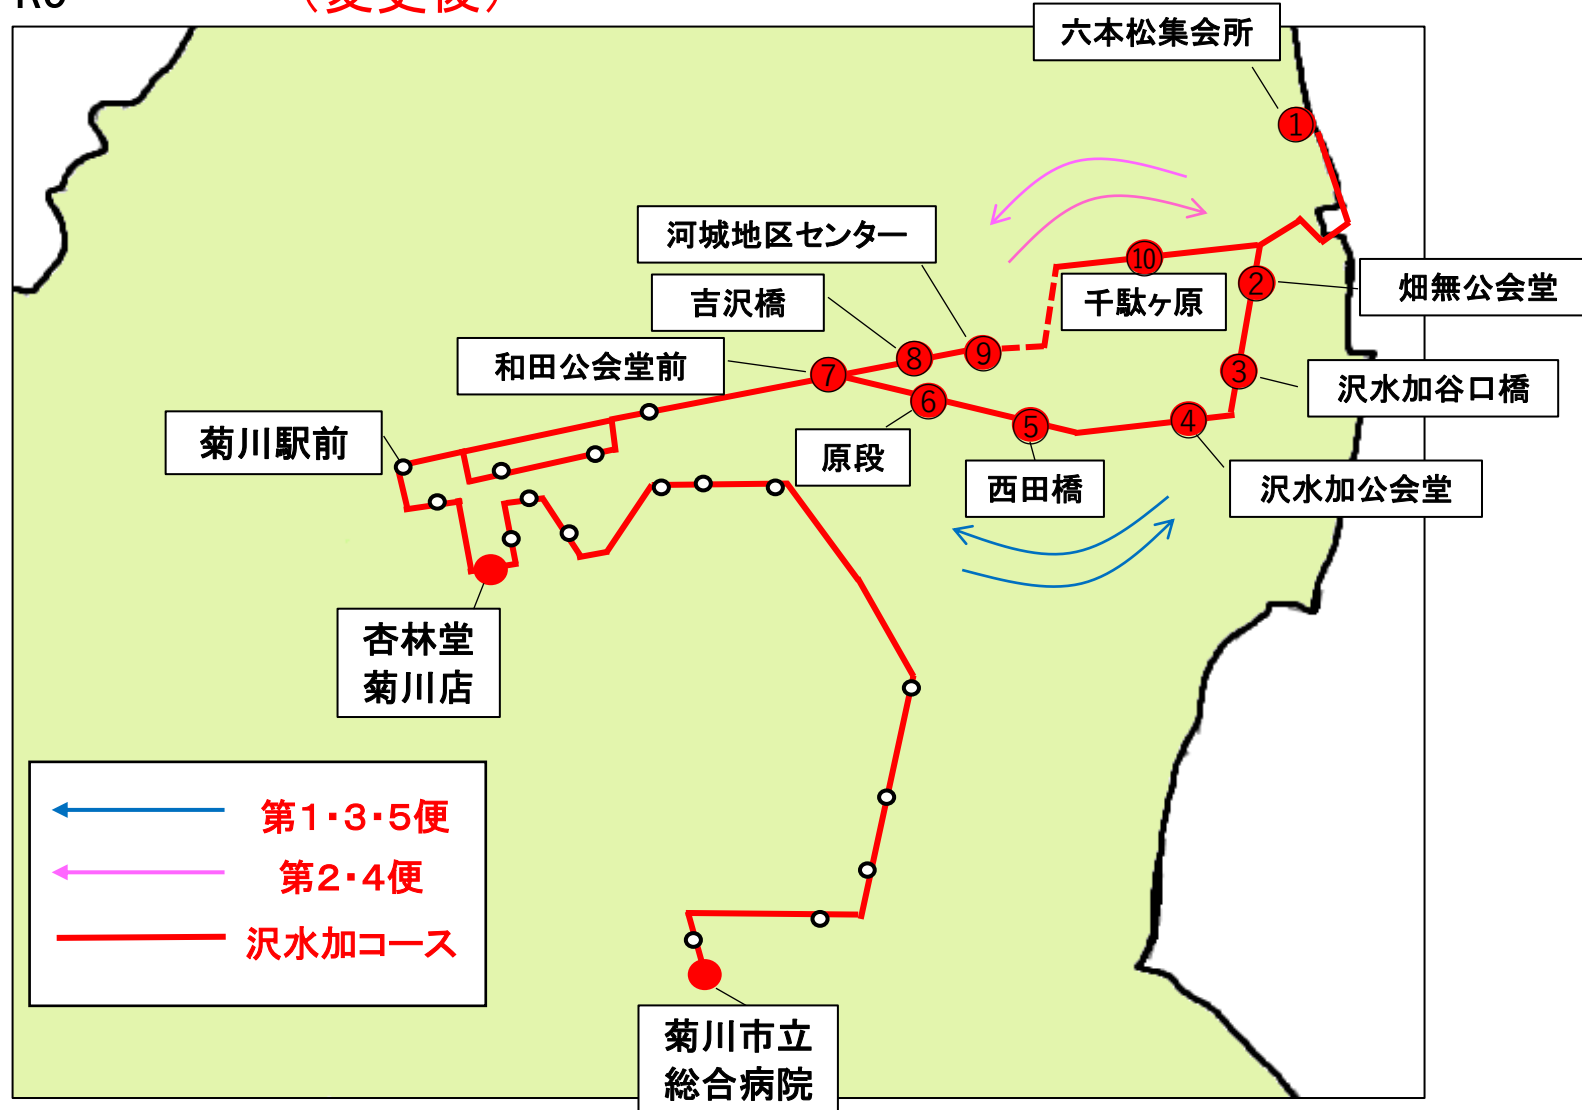 （変更後）
六本松集会所
1
河城地区センター
10
2
畑無公会堂
吉沢橋
千駄ヶ原
和田公会堂前
7
8
9
3
沢水加谷口橋
菊川駅前
6
原段
5
西田橋
4
沢水加公会堂
杏林堂
菊川店
第1・3・5便
第2・4便
沢水加コース
菊川市立
総合病院